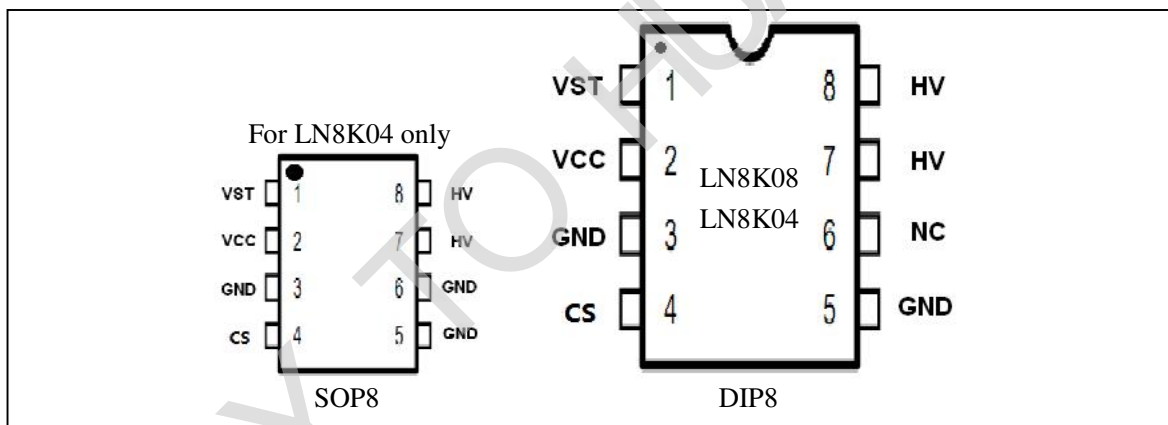 For LN8K04 only
VST 1 8 HV
VCC 2 7 HV
GND 3 6 GND
CS 4 5 GND
SOP8
VST 1 8 HV
VCC 2 7 HV
LN8K08
LN8K04
GND 3 6 NC
CS 4 5 GND
DIP8
Y TO HU